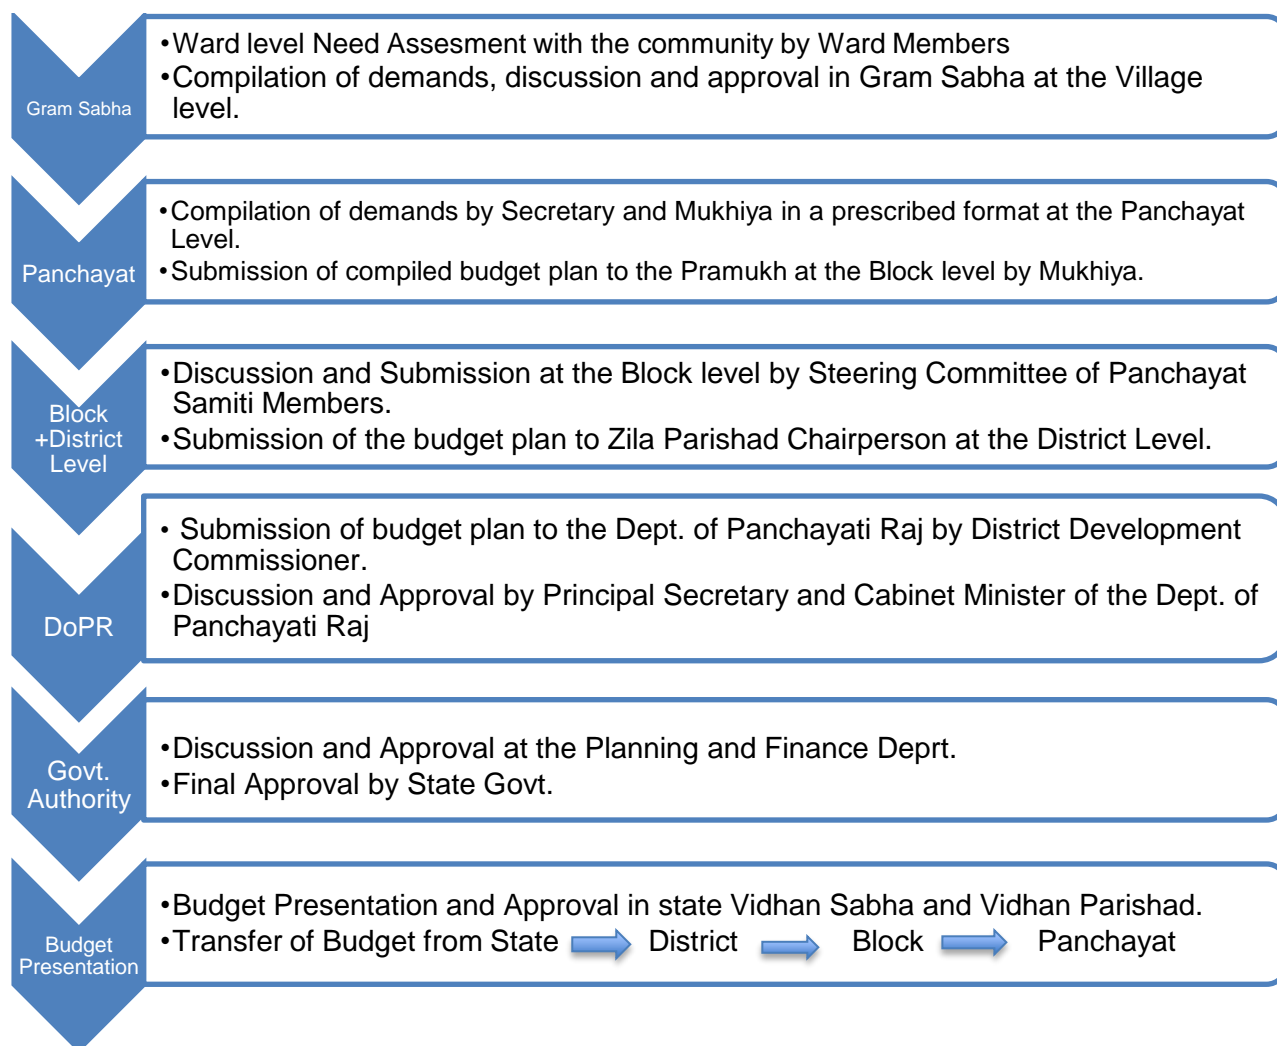 Gram Sabha
•Ward level Need Assesment with the community by Ward Members
•Compilation of demands, discussion and approval in Gram Sabha at the Village
level.
Panchayat
•Compilation of demands by Secretary and Mukhiya in a prescribed format at the Panchayat
Level.
•Submission of compiled budget plan to the Pramukh at the Block level by Mukhiya.
Block
+District
Level
•Discussion and Submission at the Block level by Steering Committee of Panchayat
Samiti Members.
•Submission of the budget plan to Zila Parishad Chairperson at the District Level.
DoPR
• Submission of budget plan to the Dept. of Panchayati Raj by District Development
Commissioner.
•Discussion and Approval by Principal Secretary and Cabinet Minister of the Dept. of
Panchayati Raj
Govt.
Authority
•Discussion and Approval at the Planning and Finance Deprt.
•Final Approval by State Govt.
Budget
Presentation
•Budget Presentation and Approval in state Vidhan Sabha and Vidhan Parishad.
•Transfer of Budget from State District Block Panchayat